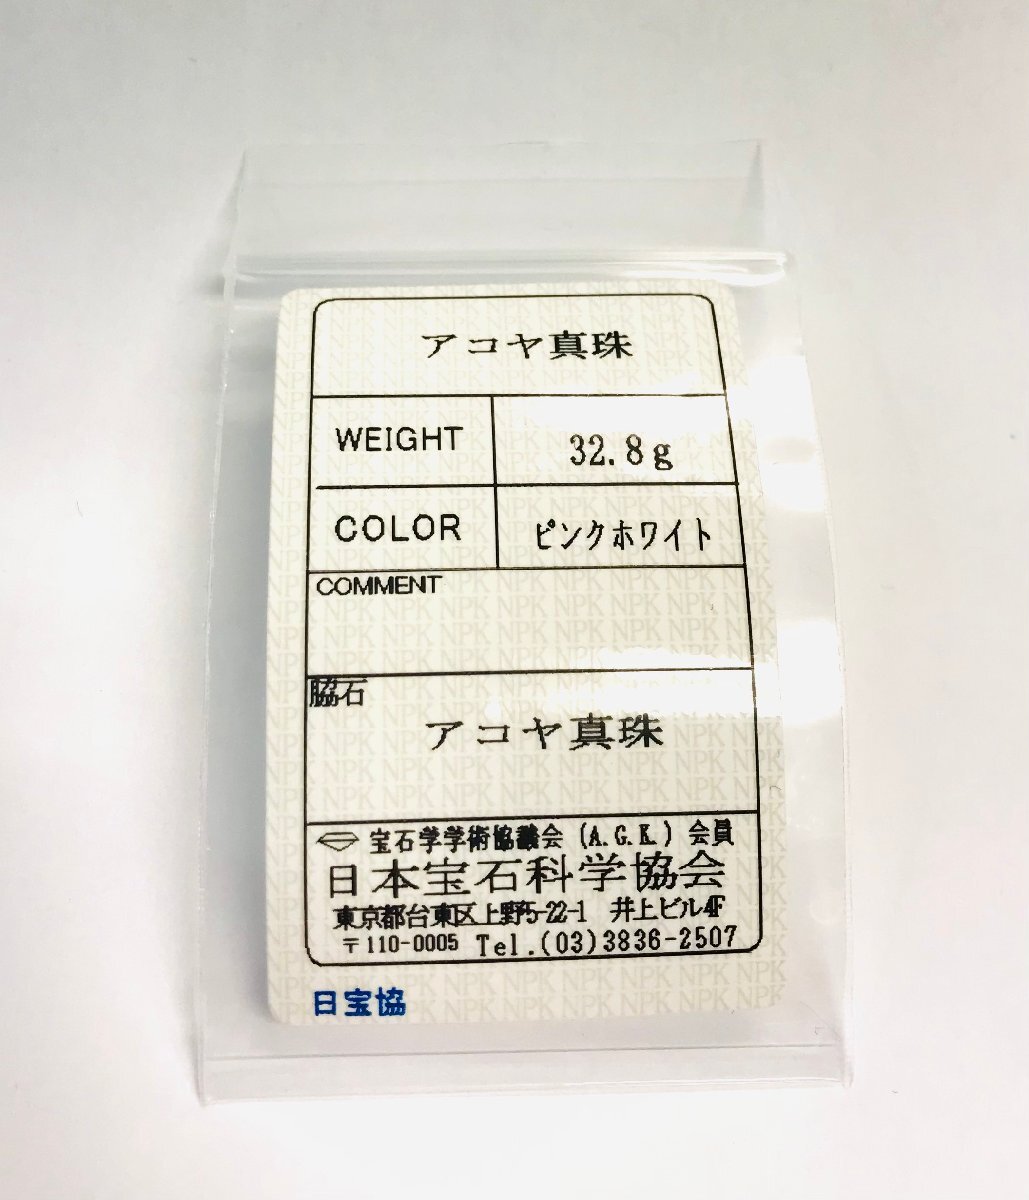 アコヤ真珠
WEIGHT 32.8g
COLOR ピンクホワイト
COMMENT
脇石
アコヤ真珠
宝石学学術協議会 (A.G.K.) 会員
日本宝石科学協会
東京都台東区上野5-22-1 井上ビル4F
〒110-0005 Tel.(03)3836-2507
日宝協